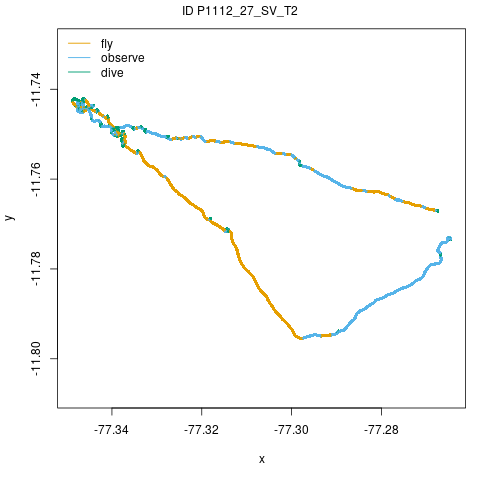 ID P1112_27_SV_T2
fly
observe
dive
-11.74
-11.76
-11.78
-11.80
y
-77.34 -77.32 -77.30 -77.28
x